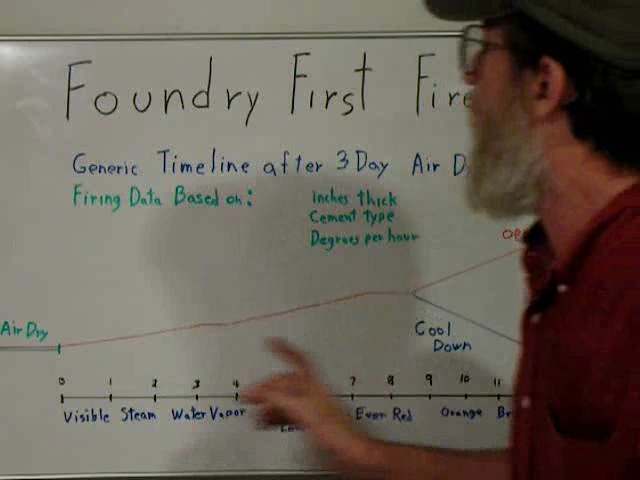 Foundry First Fire
Generic Timeline after 3 Day Air D
Firing Data Based on:
Inches thick
Cement type
Degrees per hour
Air Dry
Cool
Down
0 1 2 3 4 7 8 9 10 11
Visible Steam Water Vapor Even Red Orange Br